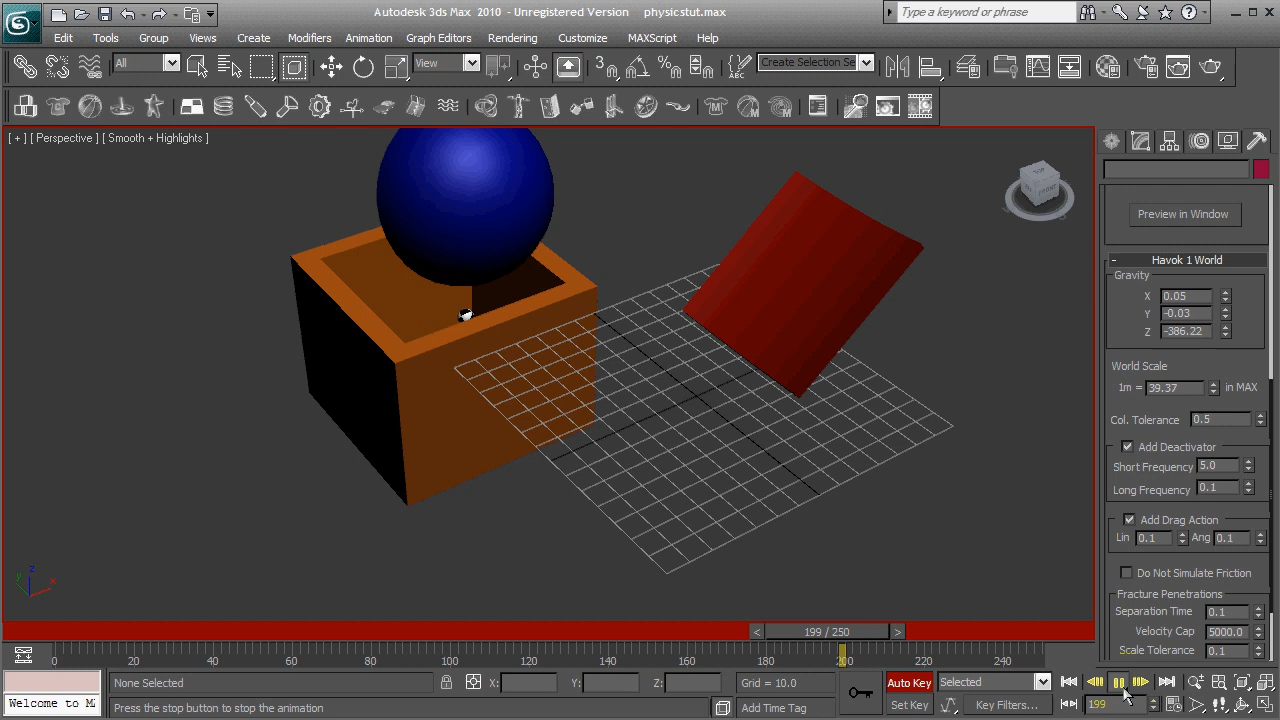 Autodesk 3ds Max 2010 - Unregistered Version physicstut.max
Type a keyword or phrase
Edit Tools Group Views Create Modifiers Animation Graph Editors Rendering Customize MAXScript Help
All View 3 Create Selection Se
[ + ] [ Perspective ] [ Smooth + Highlights ]
TOP
FRONT
Preview in Window
- Havok 1 World
Gravity
X 0.05
Y -0.03
Z -386.22
World Scale
1m = 39.37 in MAX
Col. Tolerance 0.5
Add Deactivator
Short Frequency 5.0
Long Frequency 0.1
Add Drag Action
Lin 0.1 Ang 0.1
Do Not Simulate Friction
Fracture Penetrations
Separation Time 0.1
Velocity Cap 5000.0
Scale Tolerance 0.1
z
y
x
< 199 / 250 >
0 20 40 60 80 100 120 140 160 180 200 220 240
None Selected X: Y: Z: Grid = 10.0 Auto Key Selected
Welcome to MA Press the stop button to stop the animation Add Time Tag Set Key Key Filters... 199